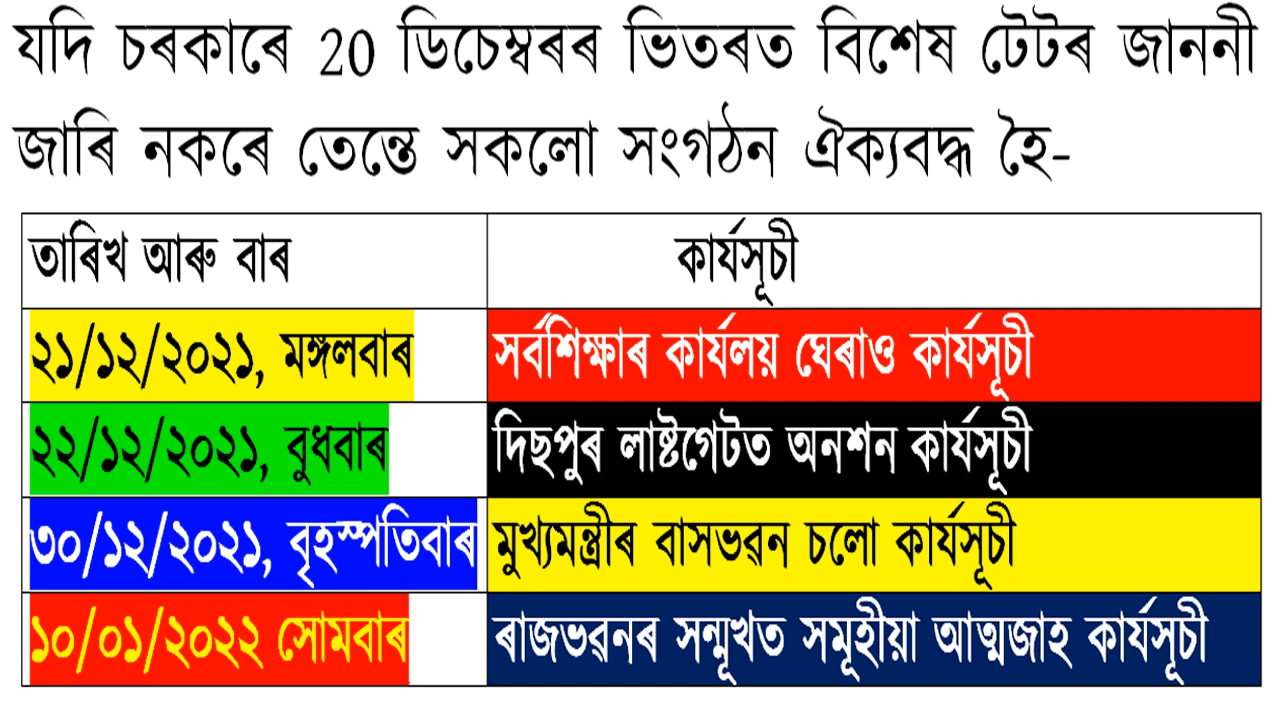 যদি চৰকাৰে 20 ডিচেম্বৰৰ ভিতৰত বিশেষ টেটৰ জাননী
জাৰি নকৰে তেন্তে সকলো সংগঠন ঐক্যবদ্ধ হৈ-
তাৰিখ আৰু বাৰ কাৰ্যসূচী
২১/১২/২০২১, মঙ্গলবাৰ সৰ্বশিক্ষাৰ কাৰ্যলয় ঘেৰাও কাৰ্যসূচী
২২/১২/২০২১, বুধবাৰ দিছপুৰ লাষ্টগেটত অনশন কাৰ্যসূচী
৩০/১২/২০২১, বৃহস্পতিবাৰ মুখ্যমন্ত্ৰীৰ বাসভৱন চলো কাৰ্যসূচী
১০/০১/২০২২ সোমবাৰ ৰাজভৱনৰ সন্মূখত সমূহীয়া আত্মজাহ কাৰ্যসূচী